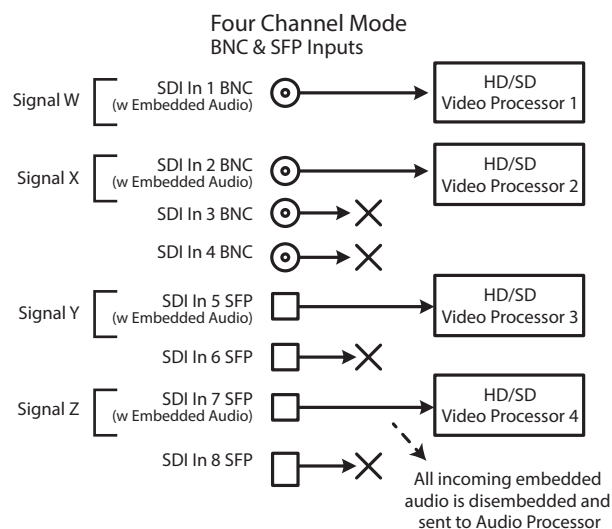 Four Channel Mode
BNC & SFP Inputs
Signal W
SDI In 1 BNC
(w Embedded Audio)
HD/SD
Video Processor 1
Signal X
SDI In 2 BNC
(w Embedded Audio)
HD/SD
Video Processor 2
SDI In 3 BNC
SDI In 4 BNC
Signal Y
SDI In 5 SFP
(w Embedded Audio)
HD/SD
Video Processor 3
SDI In 6 SFP
Signal Z
SDI In 7 SFP
(w Embedded Audio)
HD/SD
Video Processor 4
SDI In 8 SFP
All incoming embedded
audio is disembedded and
sent to Audio Processor